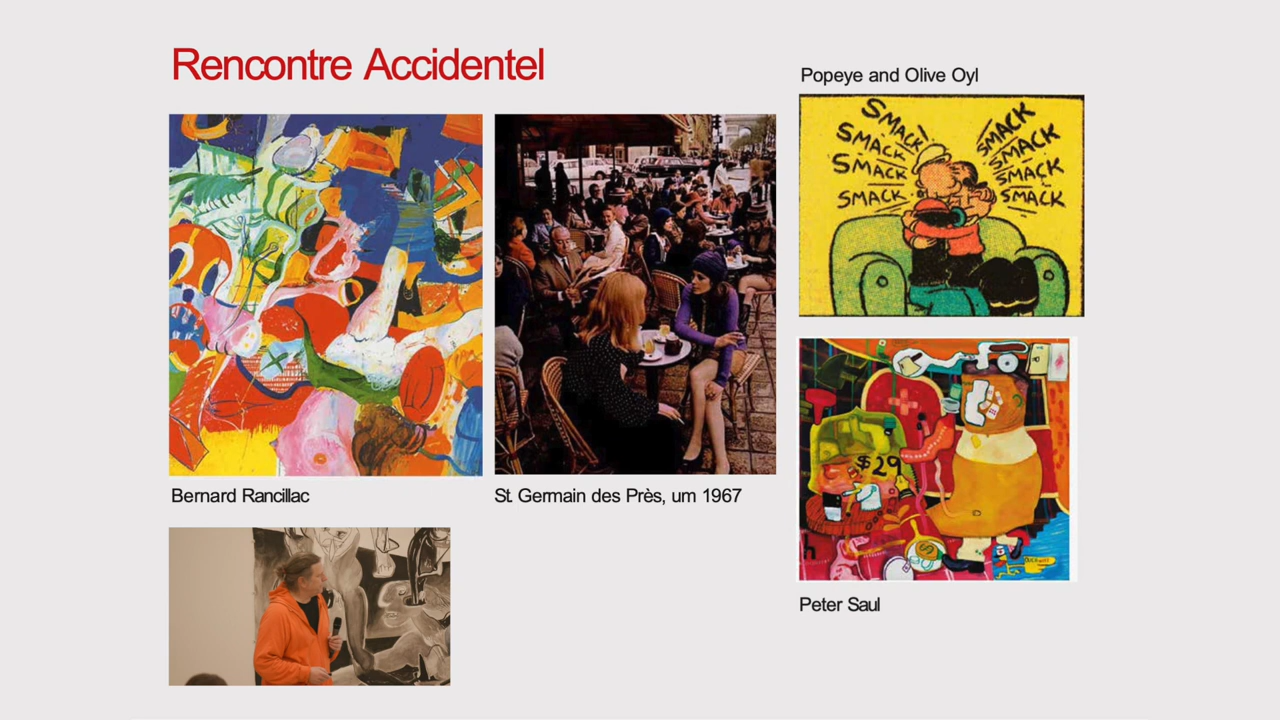 Rencontre Accidentel
Popeye and Olive Oyl
SMACK SMACK
SMACK SMACK
SMACK SMACK
SMACK SMACK
$29
Bernard Rancillac
St. Germain des Près, um 1967
Peter Saul